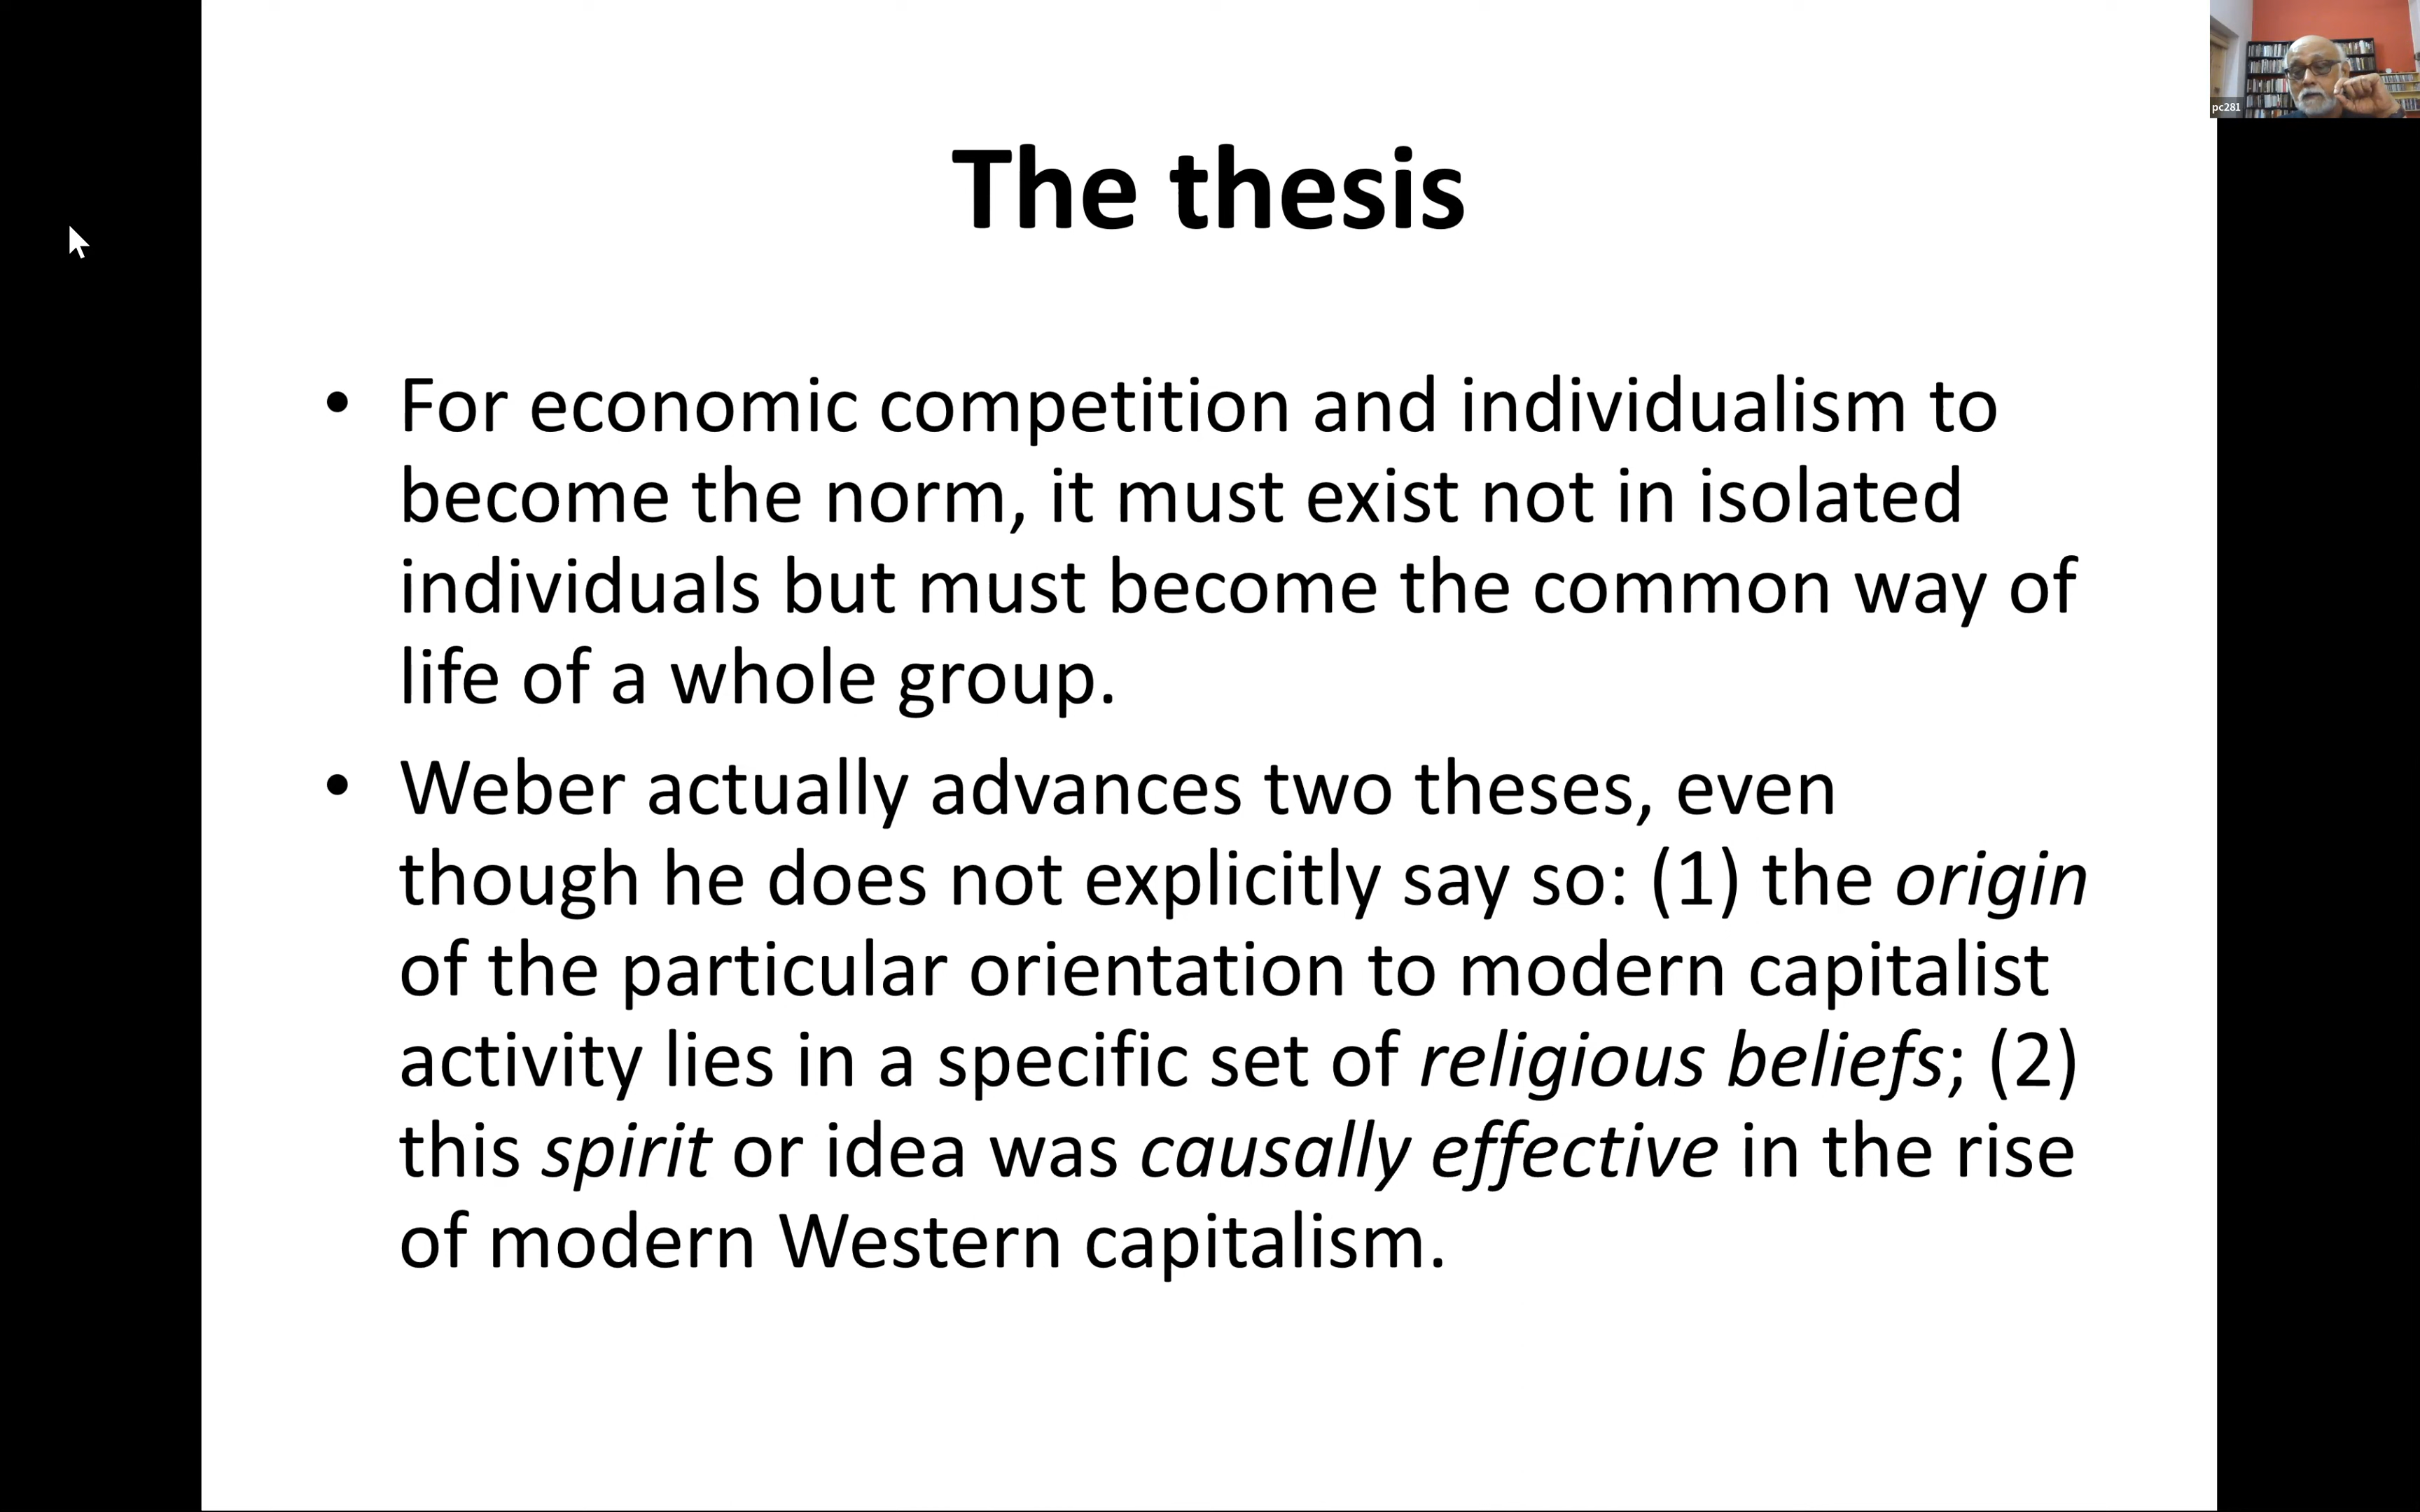 The thesis
pc281
• For economic competition and individualism to
become the norm, it must exist not in isolated
individuals but must become the common way of
life of a whole group.
• Weber actually advances two theses, even
though he does not explicitly say so: (1) the origin
of the particular orientation to modern capitalist
activity lies in a specific set of religious beliefs; (2)
this spirit or idea was causally effective in the rise
of modern Western capitalism.